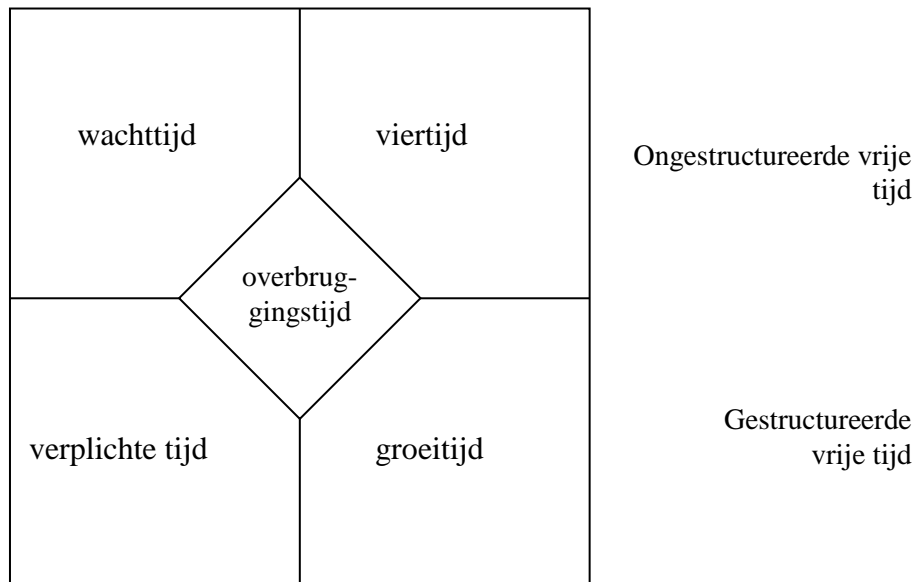 wachttijd
viertijd
Ongestructureerde vrije
tijd
overbrug-
gingstijd
verplichte tijd
groeitijd
Gestructureerde
vrije tijd